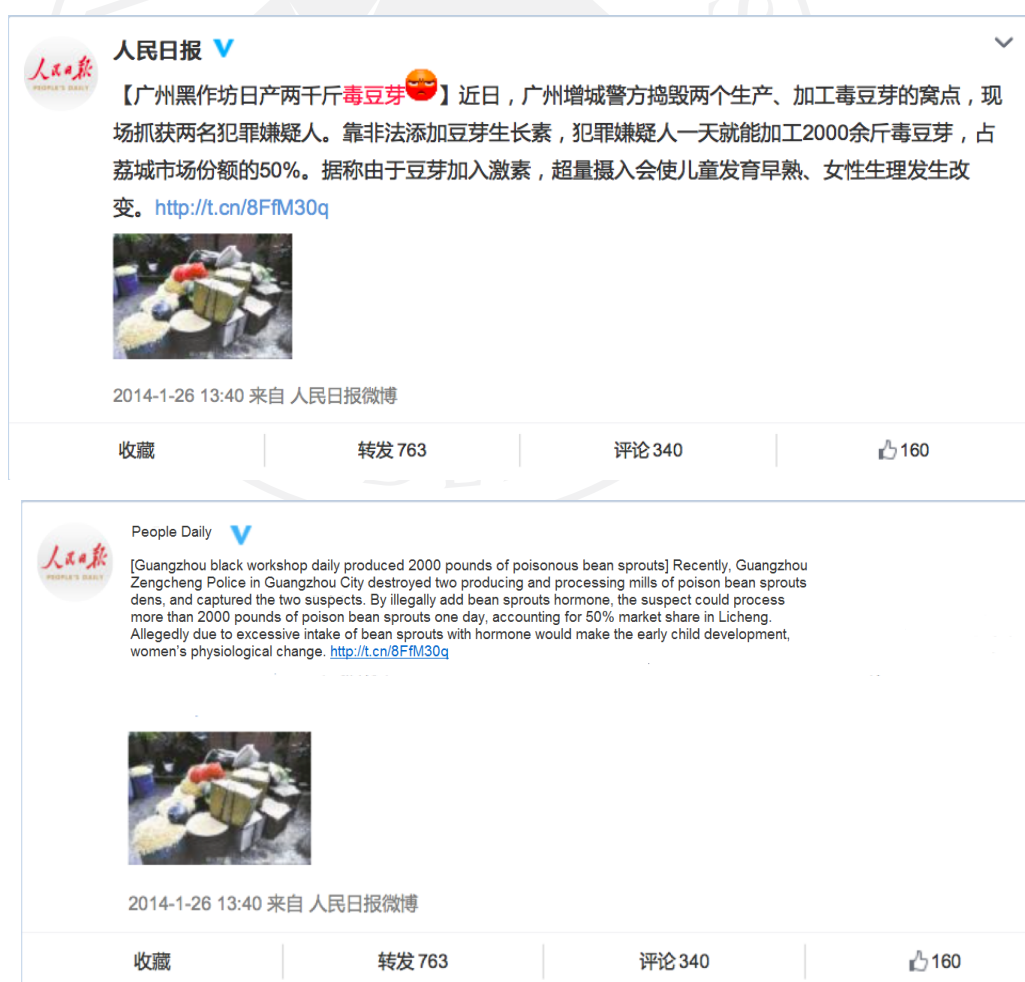 人民日报
人民日报
PEOPLE'S DAILY
【广州黑作坊日产两千斤毒豆芽】近日，广州增城警方捣毁两个生产、加工毒豆芽的窝点，现
场抓获两名犯罪嫌疑人。靠非法添加豆芽生长素，犯罪嫌疑人一天就能加工2000余斤毒豆芽，占
荔城市场份额的50%。据称由于豆芽加入激素，超量摄入会使儿童发育早熟、女性生理发生改
变。http://t.cn/8FfM30q
2014-1-26 13:40 来自 人民日报微博
收藏 转发 763 评论 340 160
People Daily
人民日报
PEOPLE'S DAILY
[Guangzhou black workshop daily produced 2000 pounds of poisonous bean sprouts] Recently, Guangzhou
Zengcheng Police in Guangzhou City destroyed two producing and processing mills of poison bean sprouts
dens, and captured the two suspects. By illegally add bean sprouts hormone, the suspect could process
more than 2000 pounds of poison bean sprouts one day, accounting for 50% market share in Licheng.
Allegedly due to excessive intake of bean sprouts with hormone would make the early child development,
women's physiological change. http://t.cn/8FfM30q
2014-1-26 13:40 来自 人民日报微博
收藏 转发 763 评论 340 160